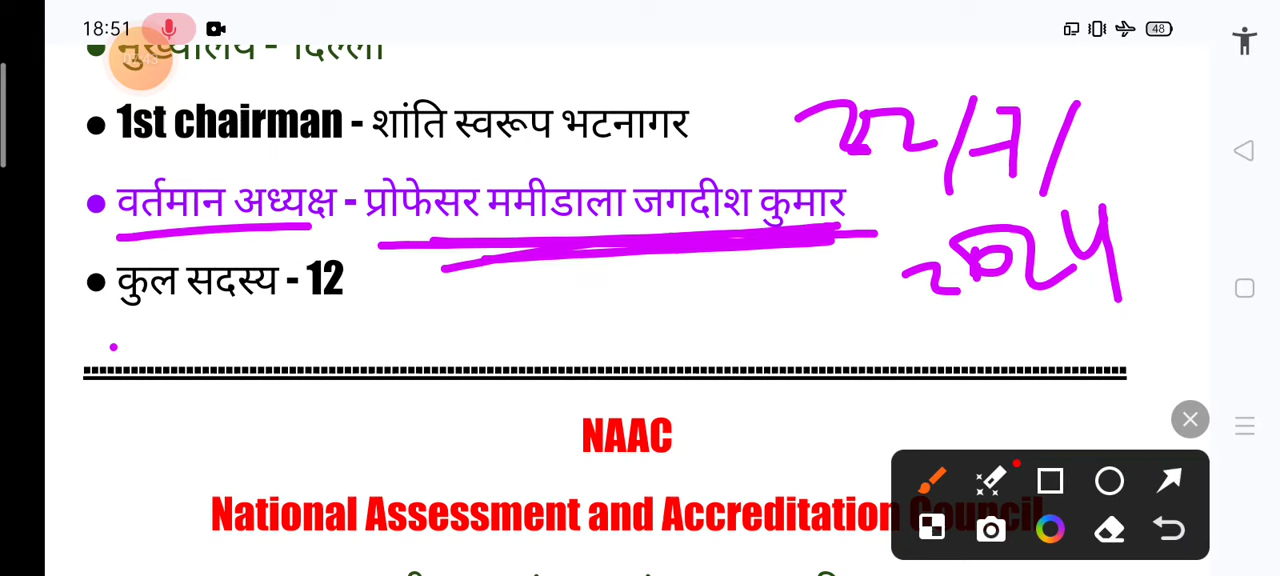 18:51
48
मुख्यालय - दिल्ली
1st chairman - शांति स्वरूप भटनागर
22/7/
वर्तमान अध्यक्ष - प्रोफेसर ममीडाला जगदीश कुमार
2024
कुल सदस्य - 12
NAAC
National Assessment and Accreditation Council